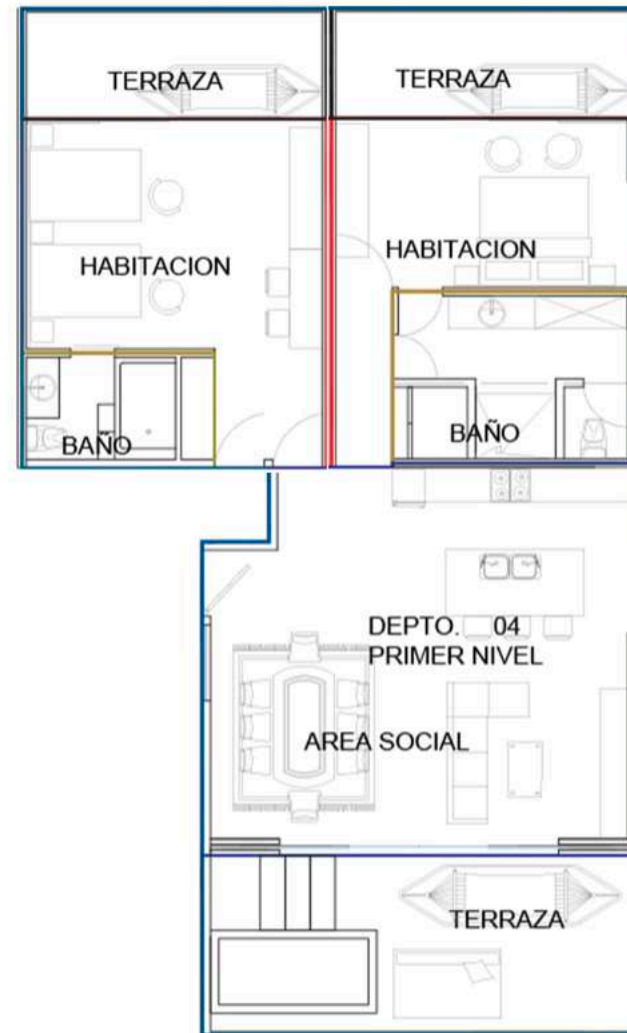 TERRAZA
TERRAZA
HABITACION
HABITACION
BAÑO
BAÑO
DEPTO. 04
PRIMER NIVEL
AREA SOCIAL
TERRAZA